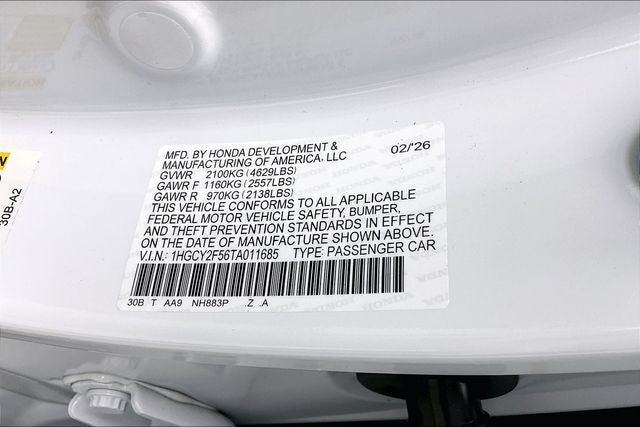 MFD. BY HONDA DEVELOPMENT & 02/'26
MANUFACTURING OF AMERICA, LLC
GVWR 2100KG (4629LBS)
GAWR F 1160KG (2557LBS)
GAWR R 970KG (2138LBS)
THIS VEHICLE CONFORMS TO ALL APPLICABLE
FEDERAL MOTOR VEHICLE SAFETY, BUMPER,
AND THEFT PREVENTION STANDARDS IN EFFECT
ON THE DATE OF MANUFACTURE SHOWN ABOVE.
V.I.N.: 1HGCY2F56TA011685 TYPE: PASSENGER CAR
30B T AA9 NH883P .Z .A
30B-A2